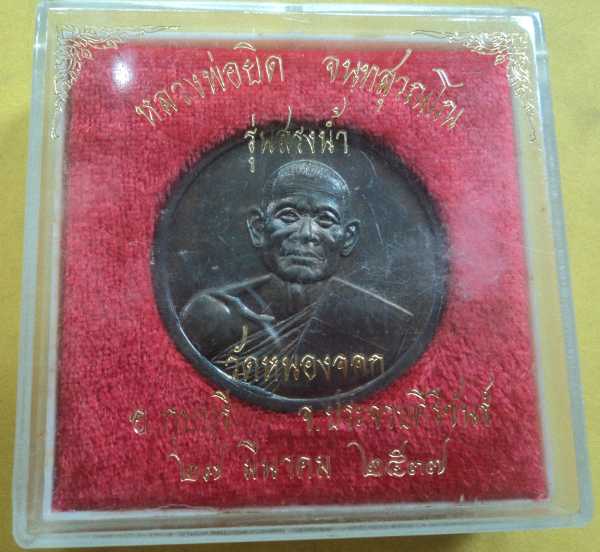 หลวงพ่อยิด จนฺทสุวณฺโณ
รุ่นสรงน้ำ
วัดหนองจอก
อ.กุยบุรี จ.ประจวบคีรีขันธ์
๒๗ มีนาคม ๒๕๓๗